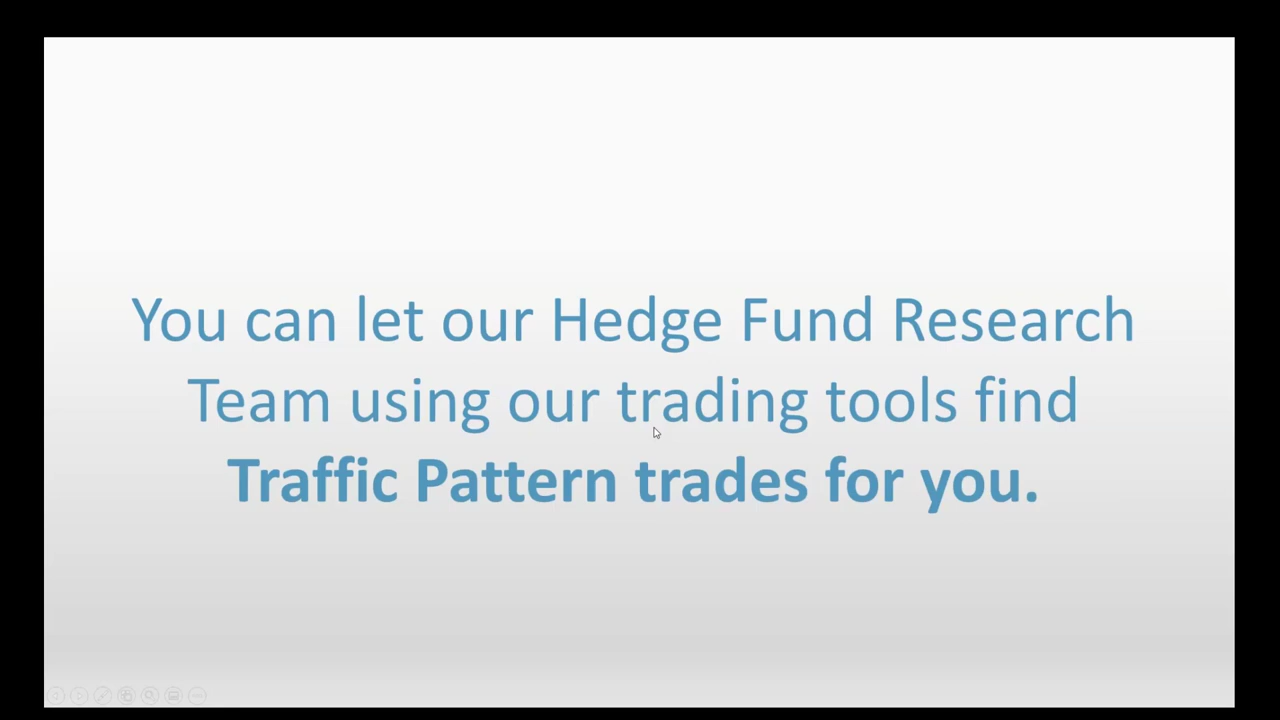 You can let our Hedge Fund Research
Team using our trading tools find
Traffic Pattern trades for you.